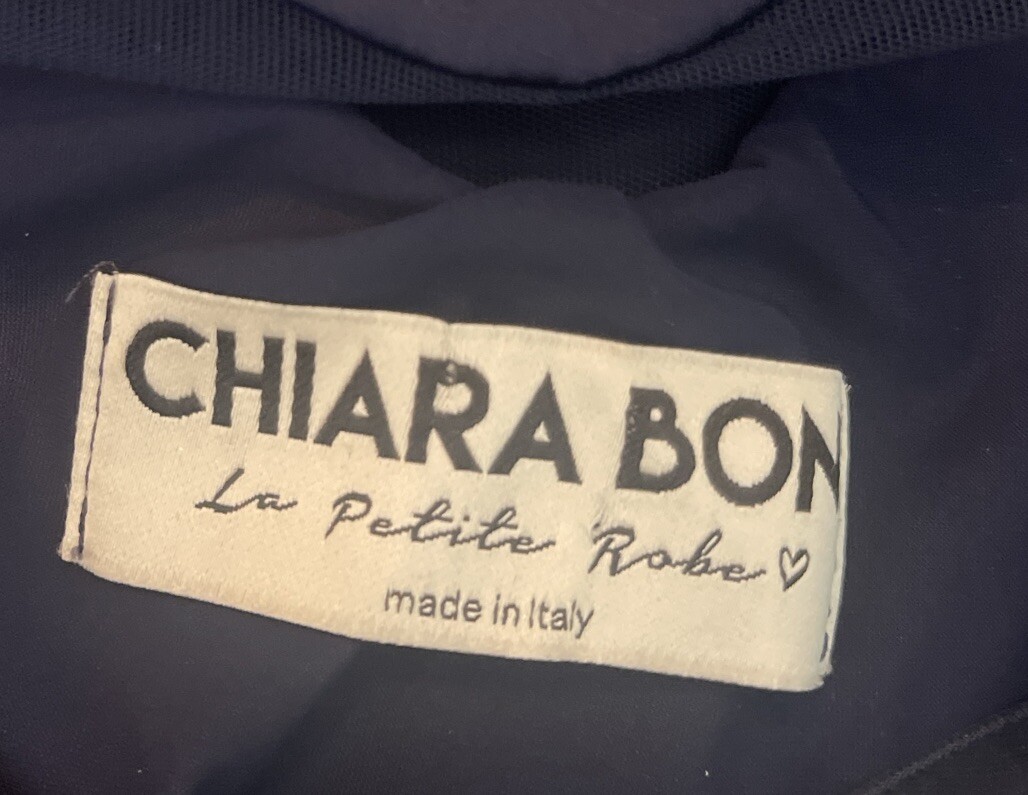 CHIARA BON
La Petite Robe ♡
made in Italy